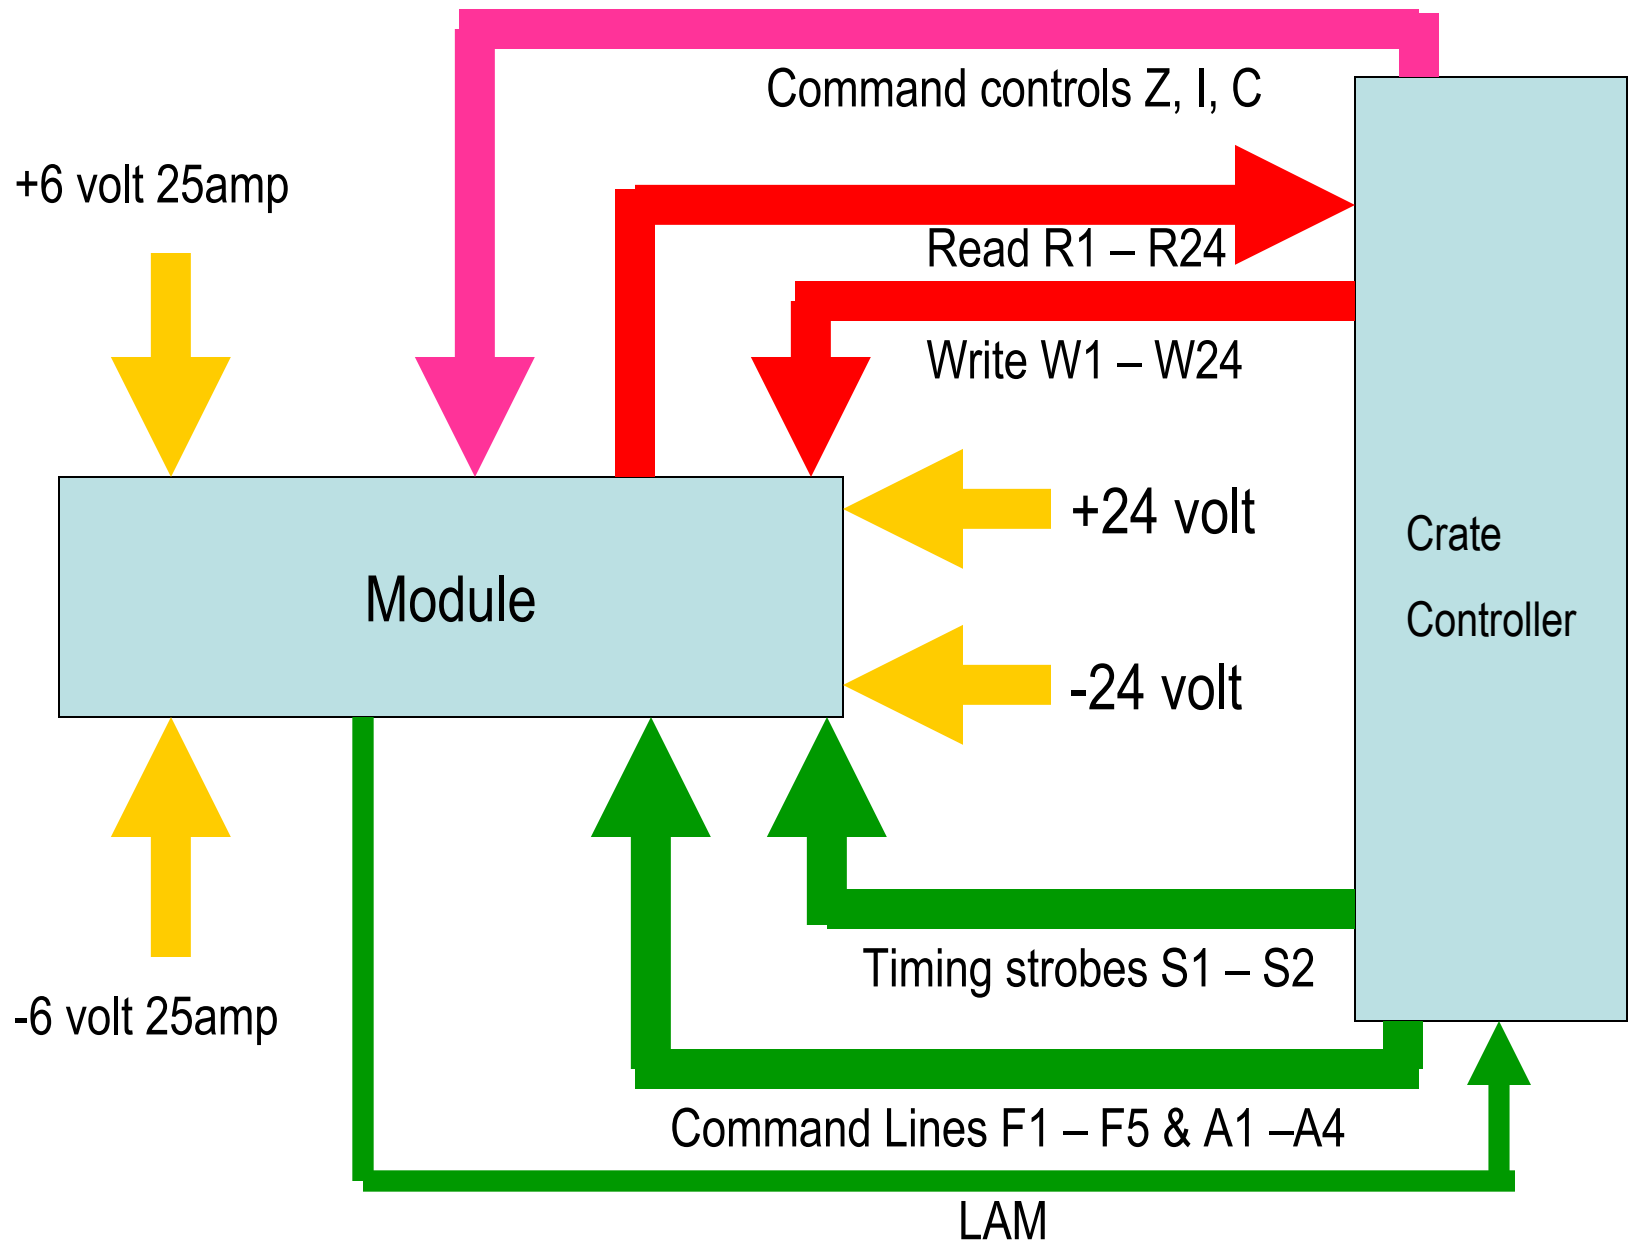 Command controls Z, I, C
+6 volt 25amp
Read R1 – R24
Write W1 – W24
+24 volt
Crate
Module
Controller
-24 volt
Timing strobes S1 – S2
-6 volt 25amp
Command Lines F1 – F5 & A1 –A4
LAM